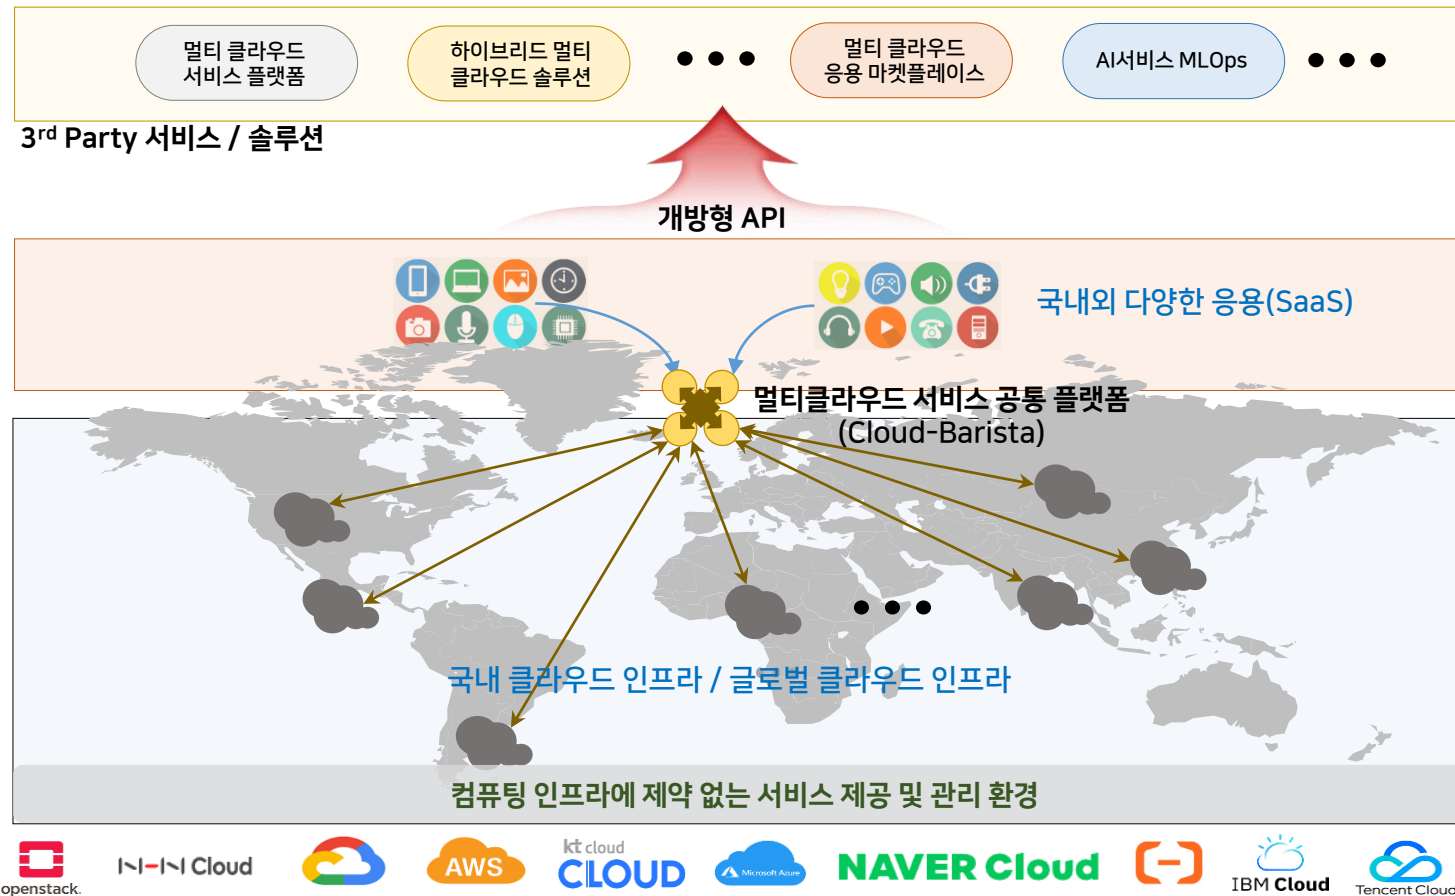 멀티 클라우드
서비스 플랫폼
하이브리드 멀티
클라우드 솔루션
멀티 클라우드
응용 마켓플레이스
AI서비스 MLOps
3rd Party 서비스 / 솔루션
개방형 API
국내외 다양한 응용(SaaS)
멀티클라우드 서비스 공통 플랫폼
(Cloud-Barista)
국내 클라우드 인프라 / 글로벌 클라우드 인프라
컴퓨팅 인프라에 제약 없는 서비스 제공 및 관리 환경
openstack.
NHN Cloud
AWS
kt cloud
CLOUD
Microsoft Azure
NAVER Cloud
IBM Cloud
Tencent Cloud